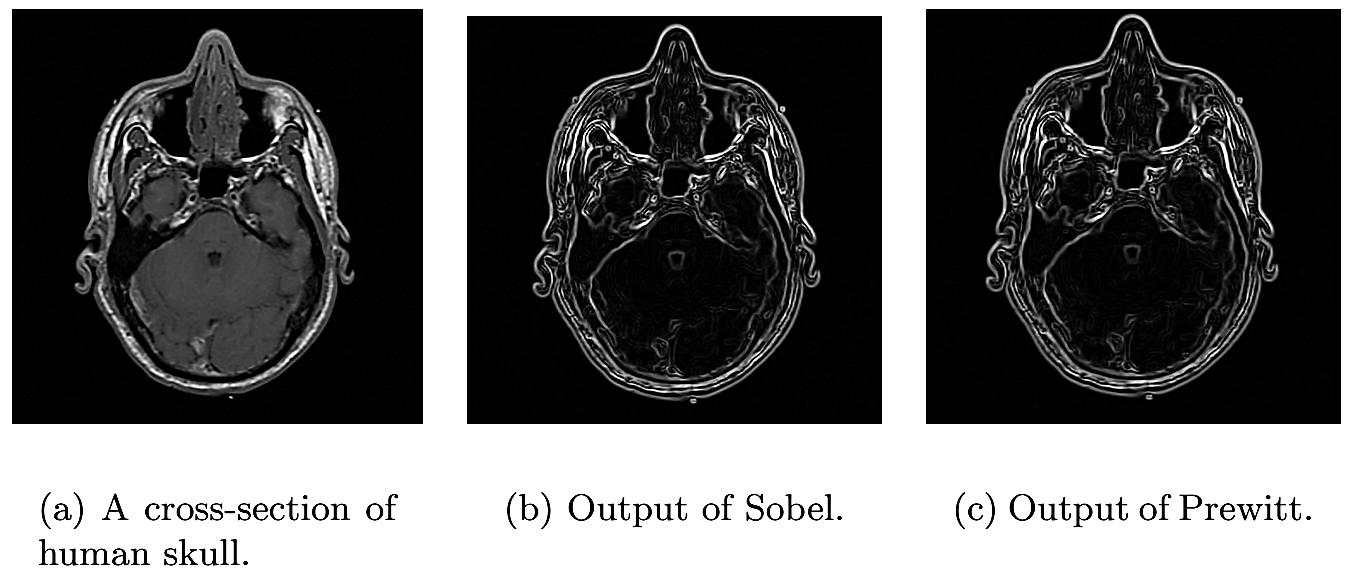 (a) A cross-section of
human skull.
(b) Output of Sobel.
(c) Output of Prewitt.